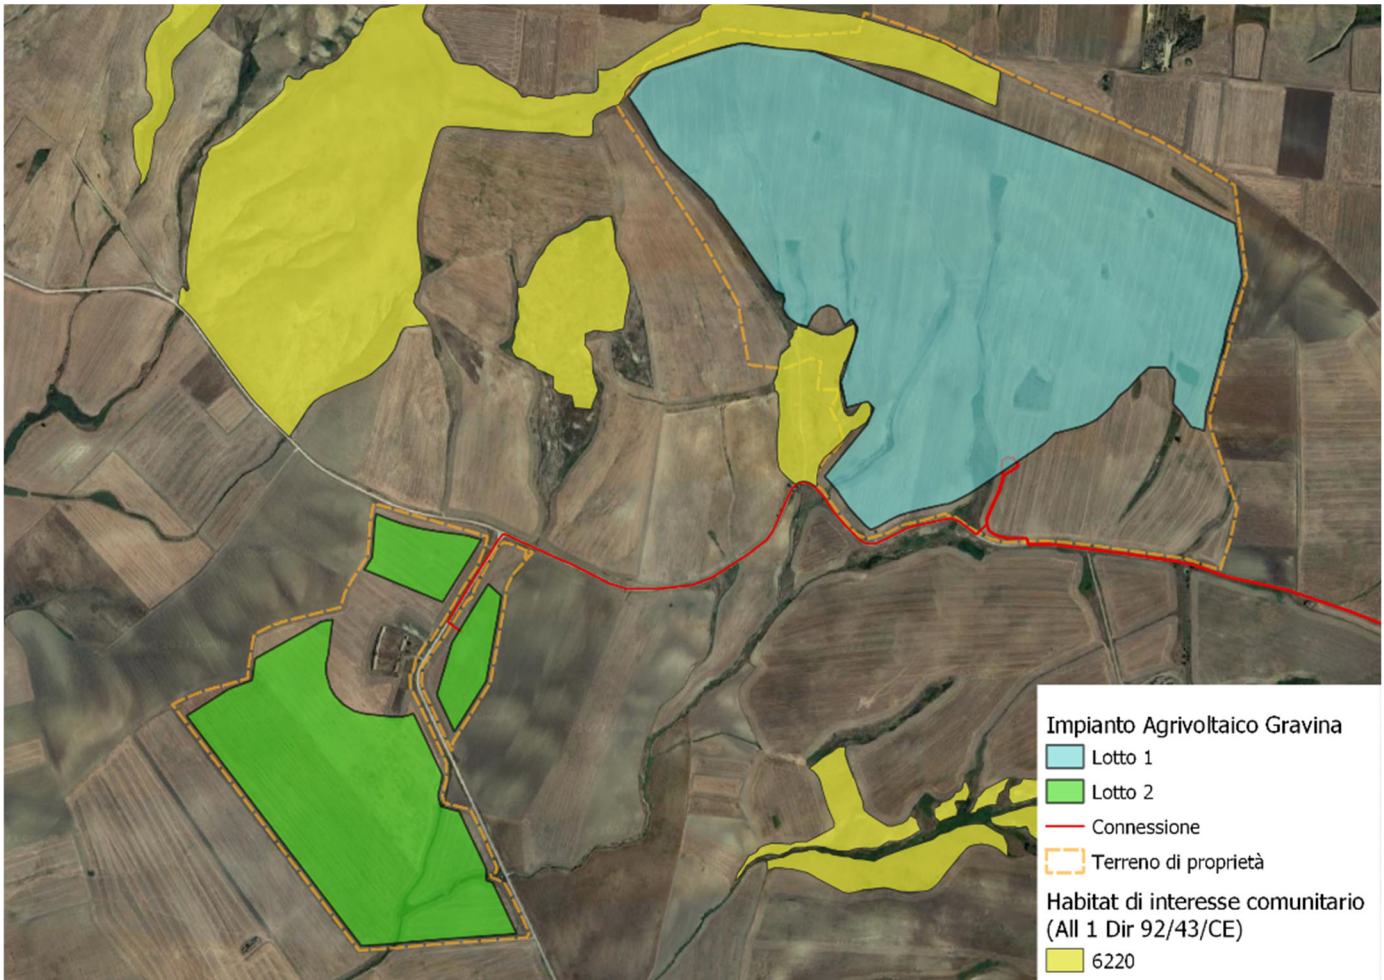 Impianto Agrivoltaico Gravina
Lotto 1
Lotto 2
Connessione
Terreno di proprietà
Habitat di interesse comunitario
(All 1 Dir 92/43/CE)
6220